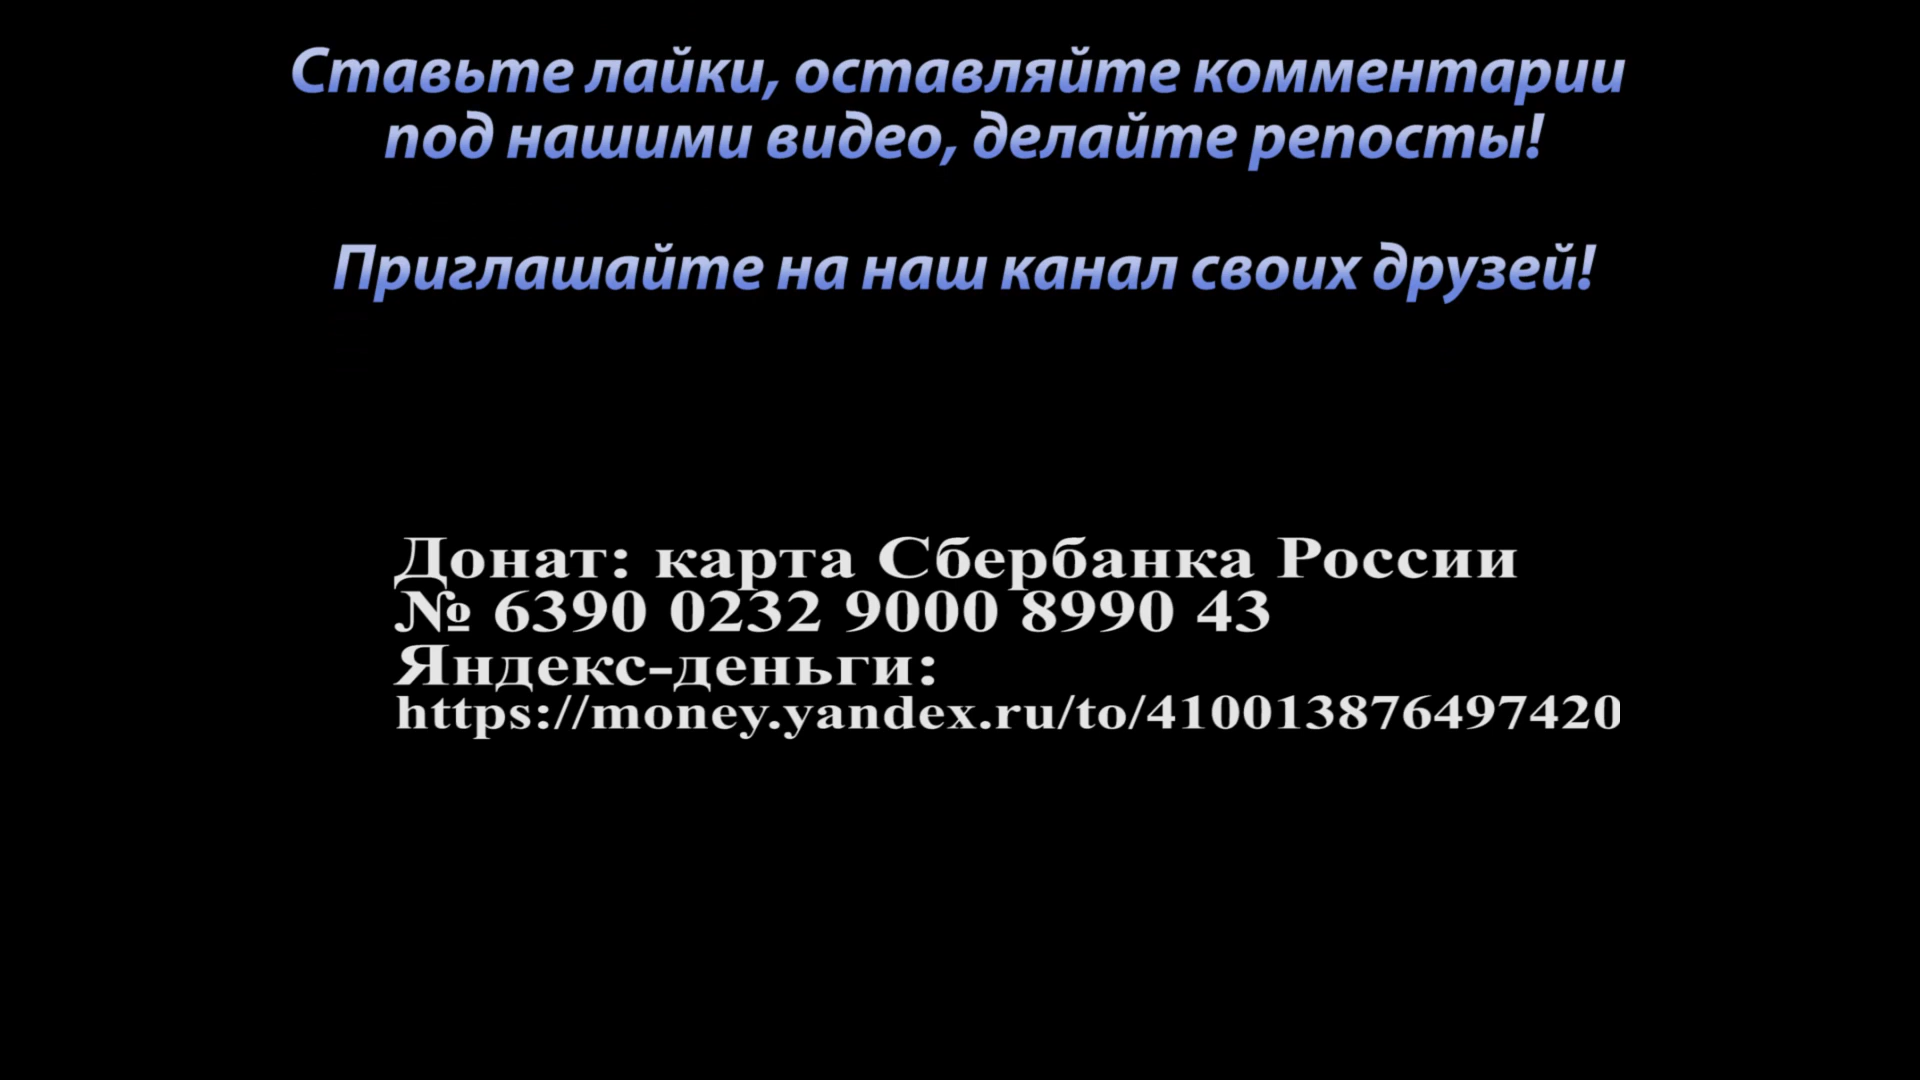 Ставьте лайки, оставляйте комментарии
под нашими видео, делайте репосты!
Приглашайте на наш канал своих друзей!
Донат: карта Сбербанка России
№ 6390 0232 9000 8990 43
Яндекс-деньги:
https://money.yandex.ru/to/410013876497420